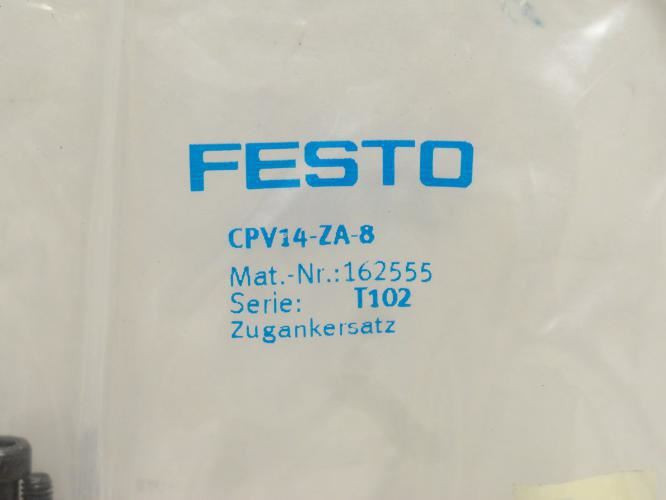 FESTO
CPV14-ZA-8
Mat.-Nr.:162555
Serie: T102
Zugankersatz